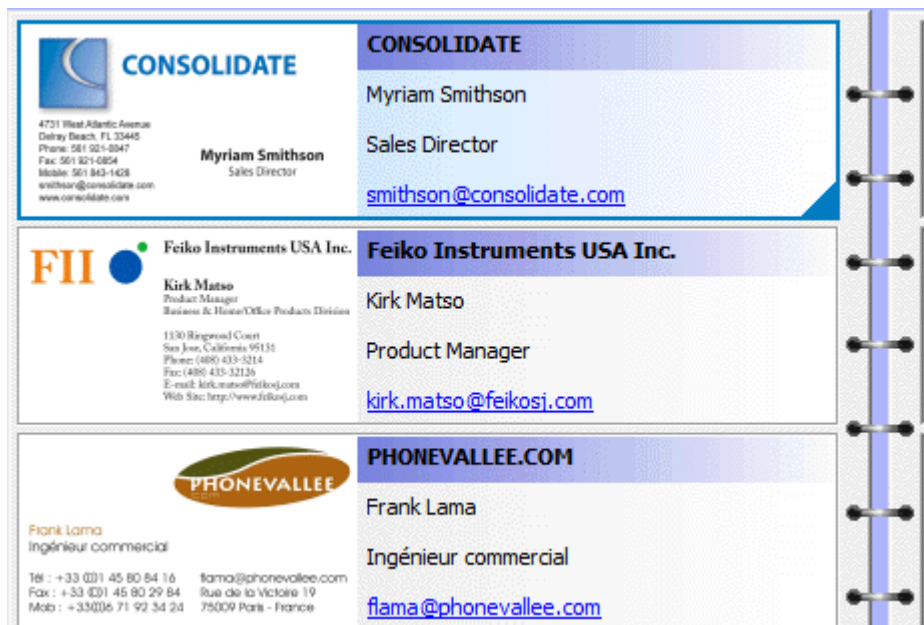 CONSOLIDATE
4731 West Atlantic Avenue
Delray Beach, FL 33445
Phone: 561 921-0847
Fax: 561 921-0854
Mobile: 561 843-1428
smithson@consolidate.com
www.consolidate.com
Myriam Smithson
Sales Director
CONSOLIDATE
Myriam Smithson
Sales Director
smithson@consolidate.com
FII
Feiko Instruments USA Inc.
Kirk Matso
Product Manager
Business & Home/Office Products Division
1130 Ringwood Court
San Jose, California 95131
Phone: (408) 433-3214
Fax: (408) 433-32126
E-mail: kirk.matso@feikosj.com
Web Site: http://www.feikosj.com
Feiko Instruments USA Inc.
Kirk Matso
Product Manager
kirk.matso@feikosj.com
PHONEVALLEE
.com
Frank Lama
Ingénieur commercial
Tél : +33 (0)1 45 80 84 16
Fax : +33 (0)1 45 80 29 84
Mob : +33(0)6 71 92 34 24
flama@phonevallee.com
Rue de la Victoire 19
75009 Paris - France
PHONEVALLEE.COM
Frank Lama
Ingénieur commercial
flama@phonevallee.com